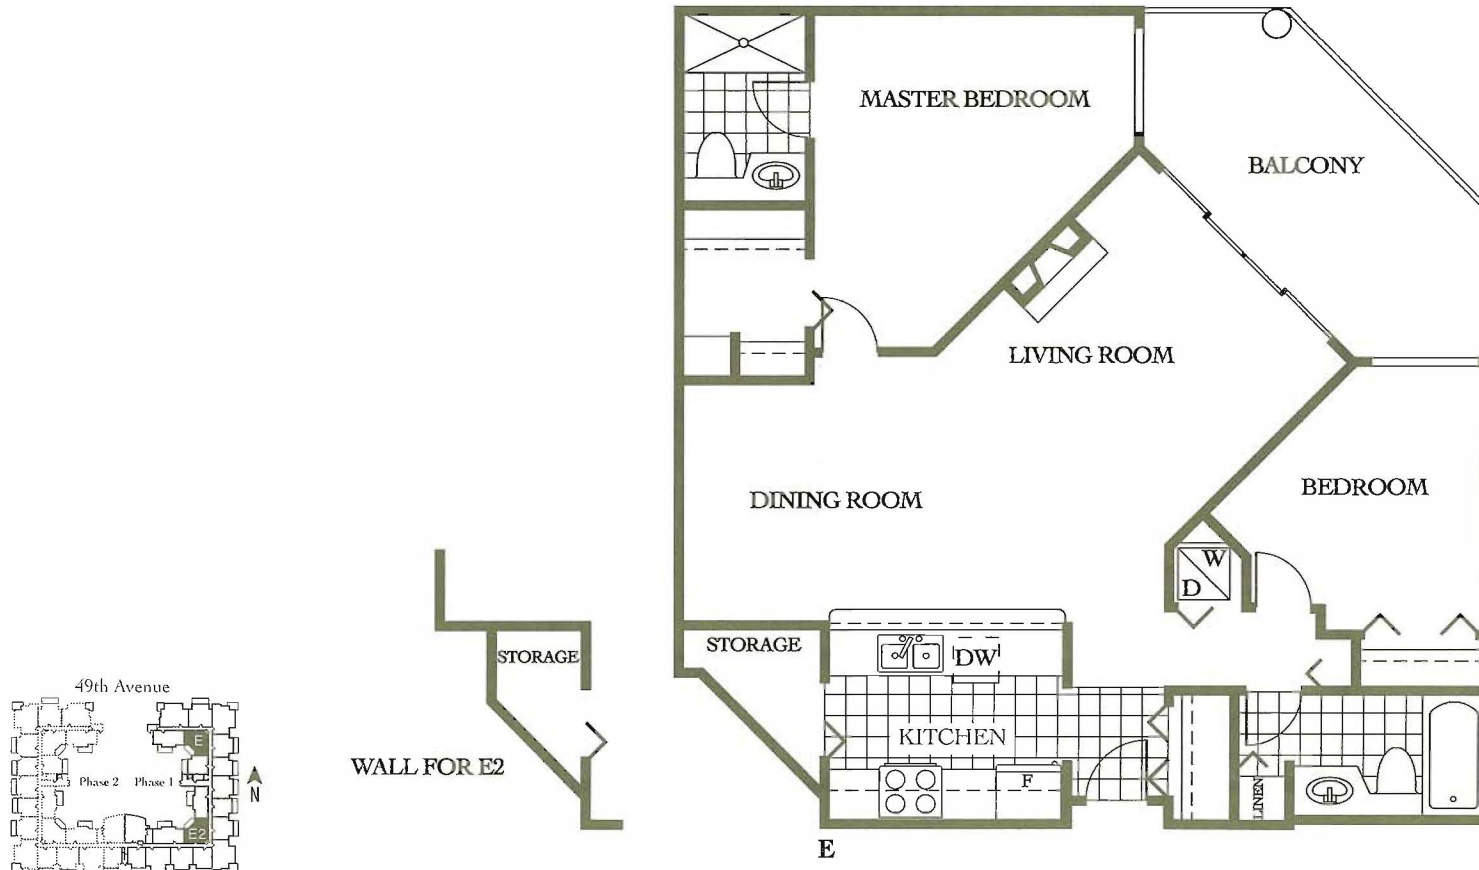 MASTER BEDROOM
BALCONY
LIVING ROOM
BEDROOM
DINING ROOM
W
D
STORAGE
STORAGE
DW
49th Avenue
KITCHEN
E
Phase 2
Phase 1
N
WALL FOR E2
F
LINEN
E2
E